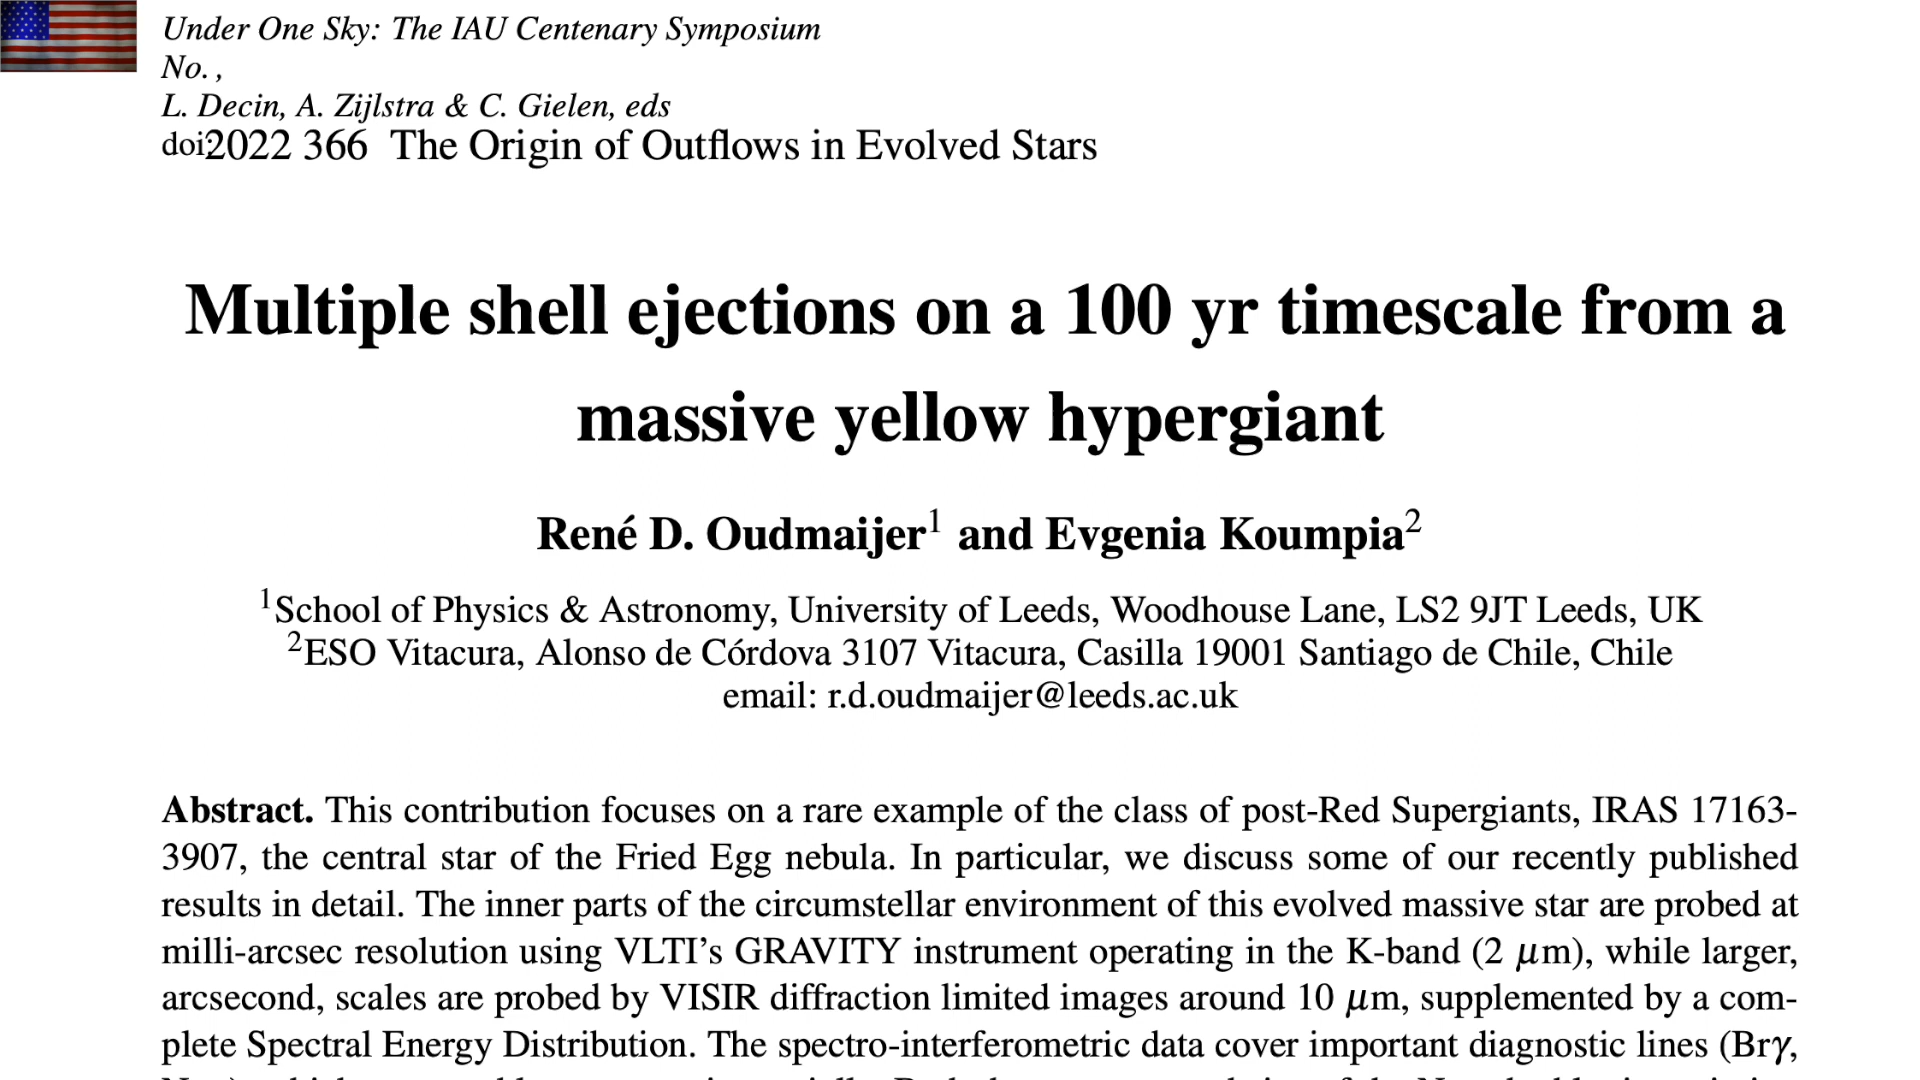 Under One Sky: The IAU Centenary Symposium
No. ,
L. Decin, A. Zijlstra & C. Gielen, eds
doi:2022 366 The Origin of Outflows in Evolved Stars
Multiple shell ejections on a 100 yr timescale from a
massive yellow hypergiant
René D. Oudmaijer¹ and Evgenia Koumpia²
¹School of Physics & Astronomy, University of Leeds, Woodhouse Lane, LS2 9JT Leeds, UK
²ESO Vitacura, Alonso de Córdova 3107 Vitacura, Casilla 19001 Santiago de Chile, Chile
email: r.d.oudmaijer@leeds.ac.uk
Abstract. This contribution focuses on a rare example of the class of post-Red Supergiants, IRAS 17163-
3907, the central star of the Fried Egg nebula. In particular, we discuss some of our recently published
results in detail. The inner parts of the circumstellar environment of this evolved massive star are probed at
milli-arcsec resolution using VLTI's GRAVITY instrument operating in the K-band (2 μm), while larger,
arcsecond, scales are probed by VISIR diffraction limited images around 10 μm, supplemented by a com-
plete Spectral Energy Distribution. The spectro-interferometric data cover important diagnostic lines (Brγ,